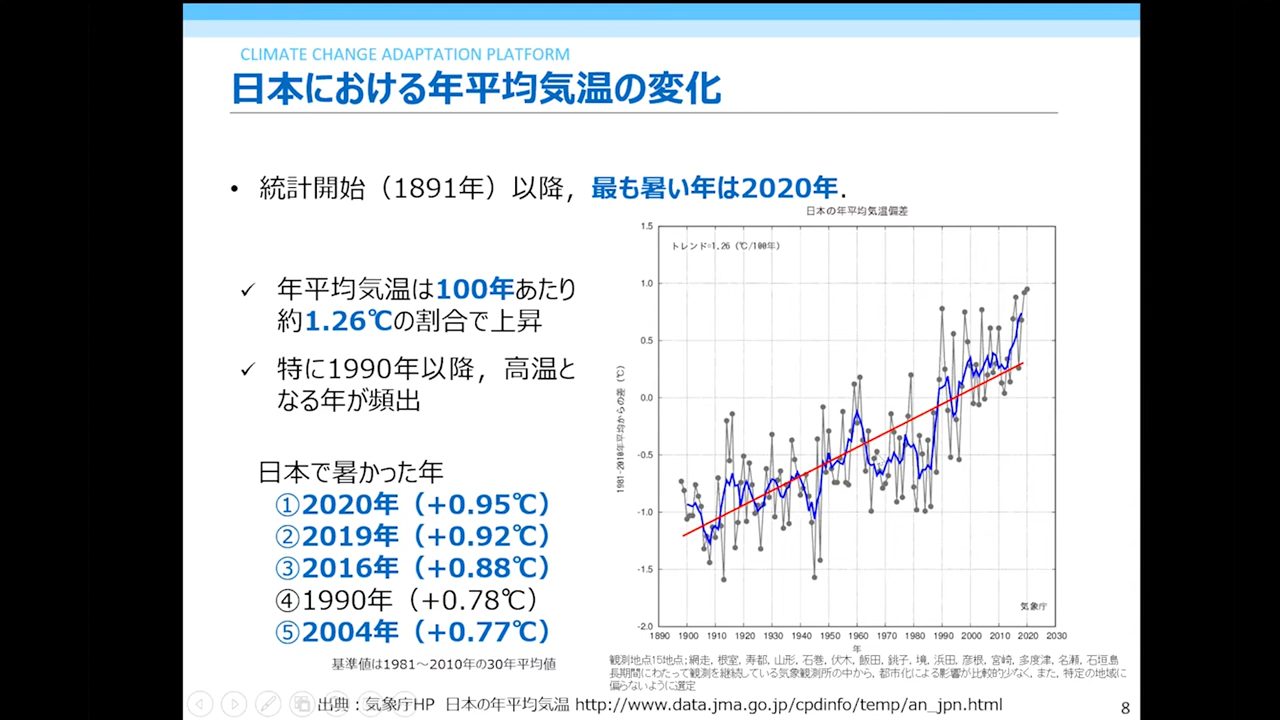 CLIMATE CHANGE ADAPTATION PLATFORM
日本における年平均気温の変化
• 統計開始（1891年）以降，最も暑い年は2020年．
✓ 年平均気温は100年あたり
約1.26℃の割合で上昇
✓ 特に1990年以降，高温と
なる年が頻出
日本で暑かった年
①2020年（+0.95℃）
②2019年（+0.92℃）
③2016年（+0.88℃）
④1990年（+0.78℃）
⑤2004年（+0.77℃）
基準値は1981～2010年の30年平均値
日本の年平均気温偏差
トレンド=1.26 (℃/100年)
1981-2010年平均からの差 (℃)
1.5
1.0
0.5
0.0
-0.5
-1.0
-1.5
-2.0
気象庁
1890 1900 1910 1920 1930 1940 1950 1960 1970 1980 1990 2000 2010 2020 2030
年
観測地点15地点:網走, 根室, 寿都, 山形, 石巻, 伏木, 飯田, 銚子, 境, 浜田, 彦根, 宮崎, 多度津, 名瀬, 石垣島
長期間にわたって観測を継続している気象観測所の中から, 都市化による影響が比較的少なく, また, 特定の地域に
偏らないように選定
出典：気象庁HP 日本の年平均気温 http://www.data.jma.go.jp/cpdinfo/temp/an_jpn.html
8